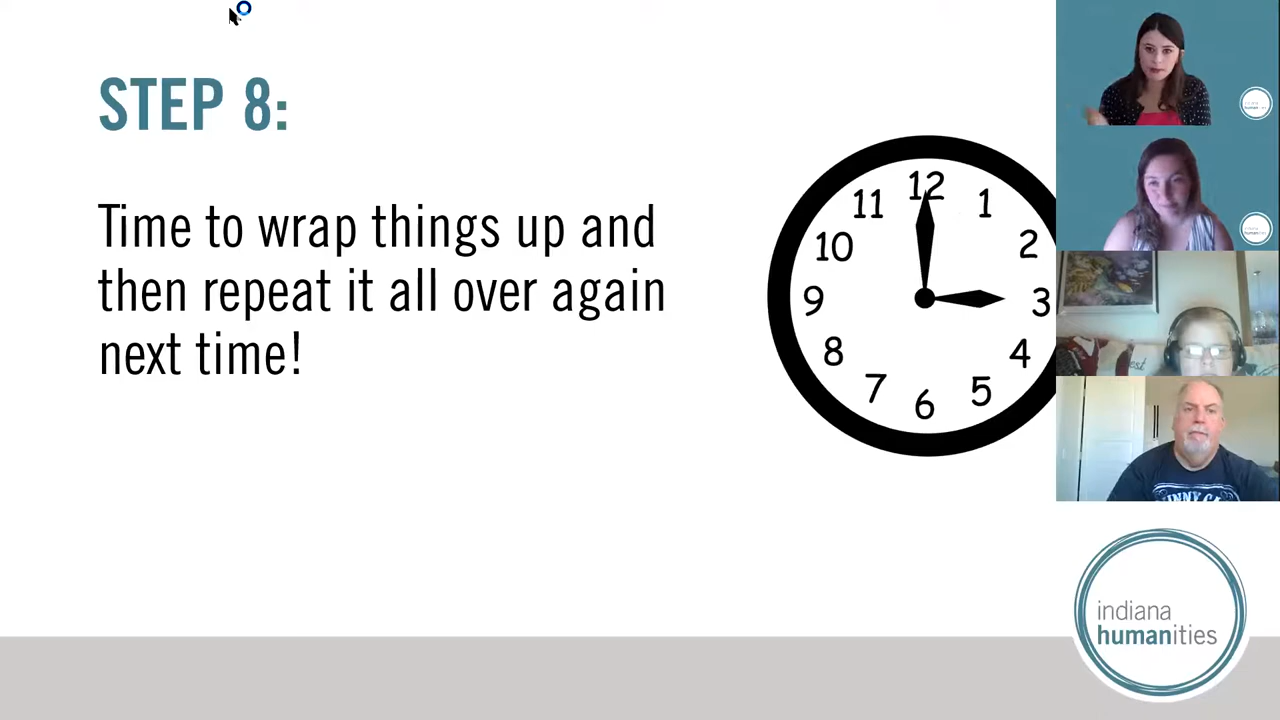 STEP 8:
Time to wrap things up and
then repeat it all over again
next time!
12
11
1
10
2
9
3
8
4
7
5
6
indiana
humanities